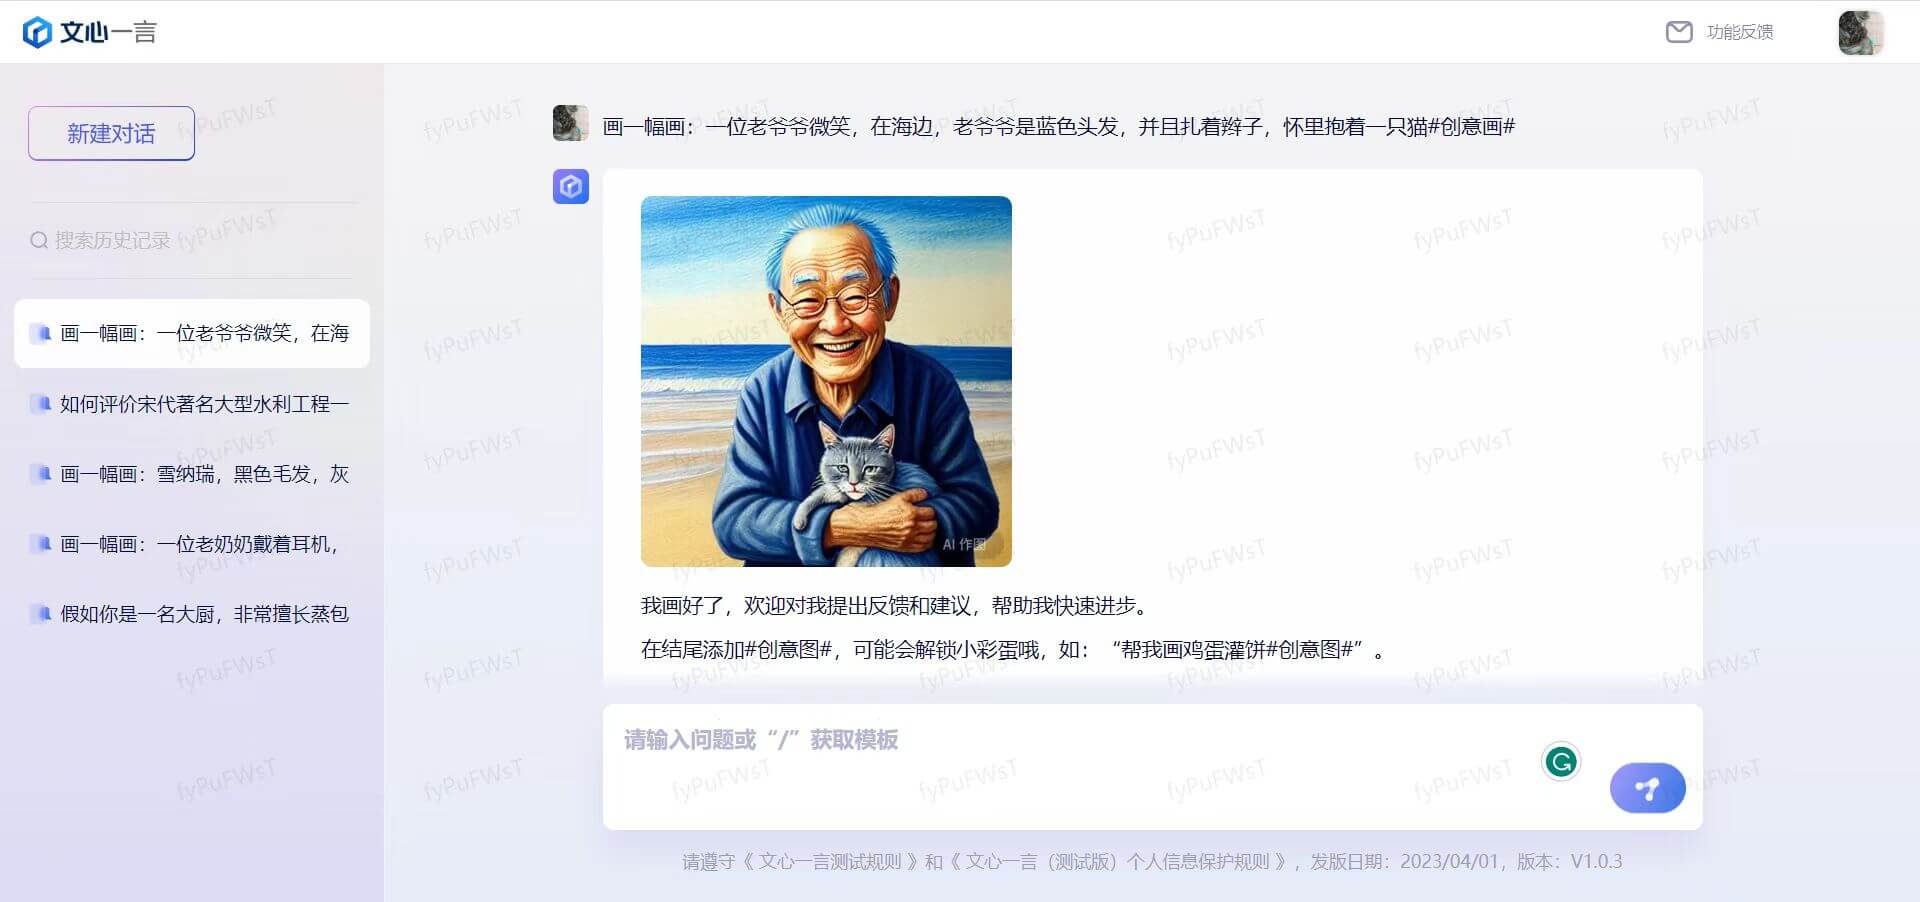 文心一言
功能反馈
新建对话
搜索历史记录
画一幅画：一位老爷爷微笑，在海
如何评价宋代著名大型水利工程一
画一幅画：雪纳瑞，黑色毛发，灰
画一幅画：一位老奶奶戴着耳机，
假如你是一名大厨，非常擅长蒸包
画一幅画：一位老爷爷微笑，在海边，老爷爷是蓝色头发，并且扎着辫子，怀里抱着一只猫#创意画#
AI 作图
我画好了，欢迎对我提出反馈和建议，帮助我快速进步。
在结尾添加#创意图#，可能会解锁小彩蛋哦，如：“帮我画鸡蛋灌饼#创意图#”。
请输入问题或“/”获取模板
请遵守《 文心一言测试规则 》和《 文心一言（测试版）个人信息保护规则 》，发版日期：2023/04/01，版本：V1.0.3
fyPuFWsT